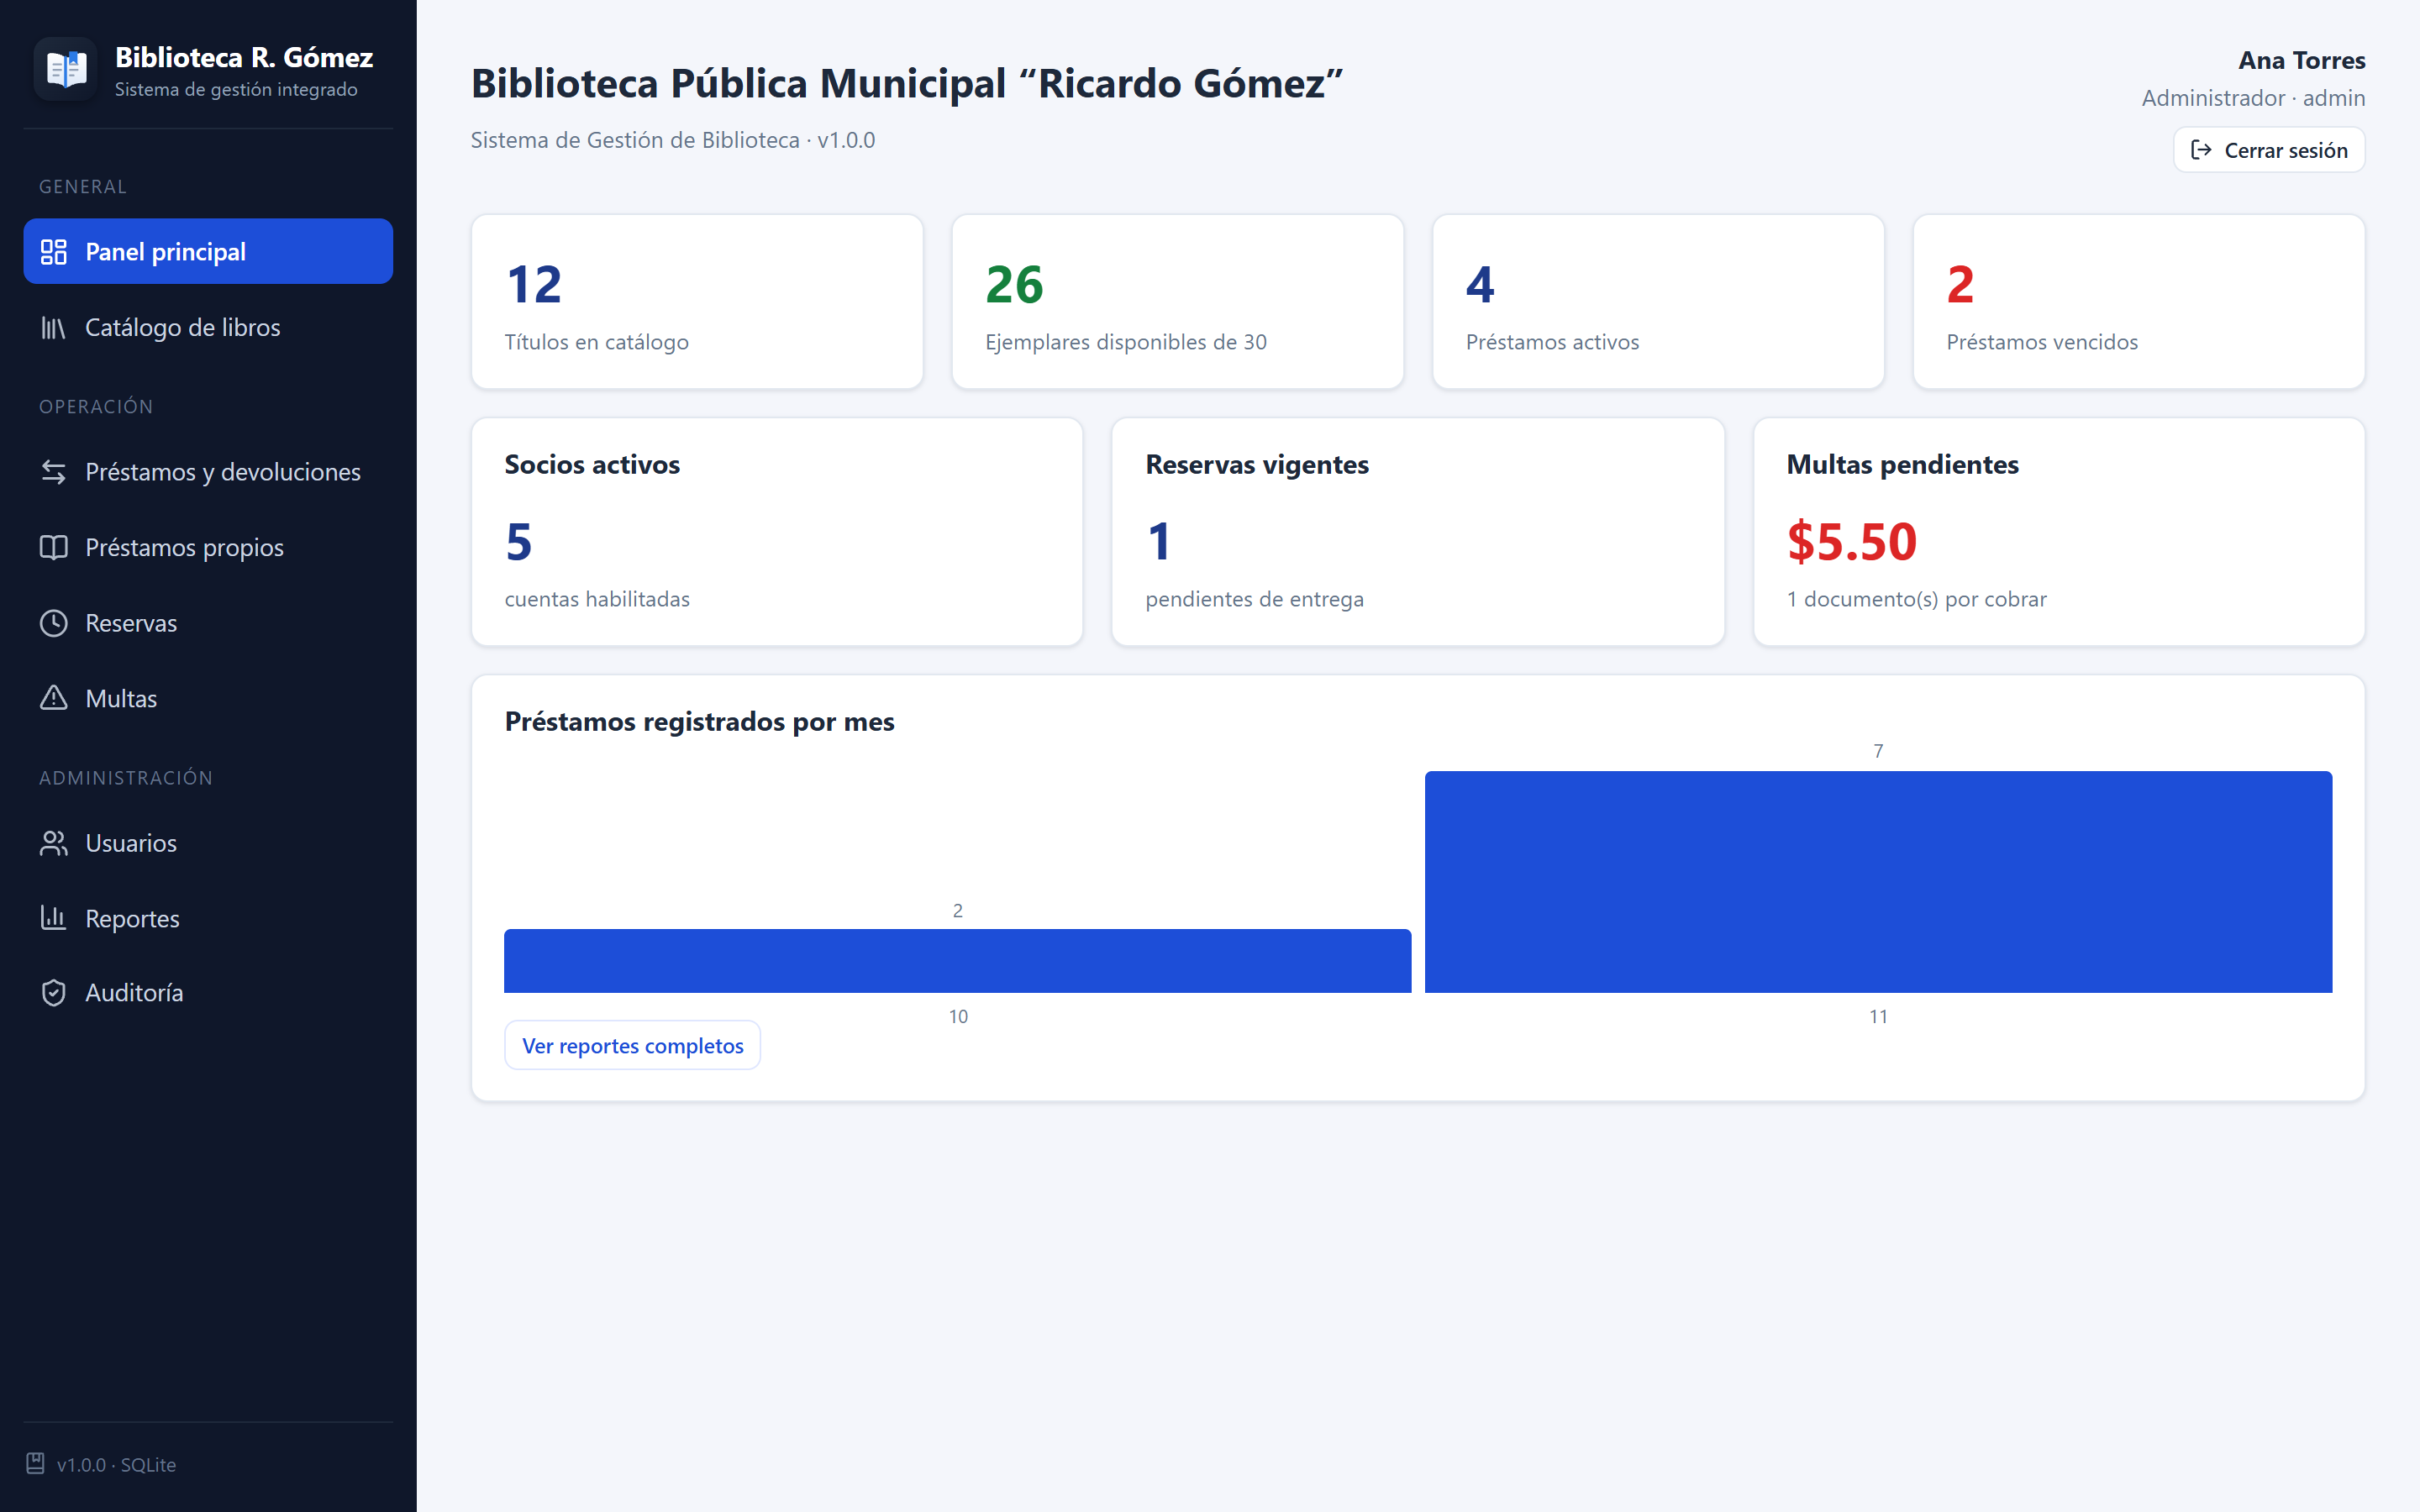 Biblioteca R. Gómez
Sistema de gestión integrado
GENERAL
Panel principal
Catálogo de libros
OPERACIÓN
Préstamos y devoluciones
Préstamos propios
Reservas
Multas
ADMINISTRACIÓN
Usuarios
Reportes
Auditoría
v1.0.0 · SQLite
Biblioteca Pública Municipal “Ricardo Gómez”
Sistema de Gestión de Biblioteca · v1.0.0
Ana Torres
Administrador · admin
Cerrar sesión
12
Títulos en catálogo
26
Ejemplares disponibles de 30
4
Préstamos activos
2
Préstamos vencidos
Socios activos
5
cuentas habilitadas
Reservas vigentes
1
pendientes de entrega
Multas pendientes
$5.50
1 documento(s) por cobrar
Préstamos registrados por mes
2
7
10
11
Ver reportes completos